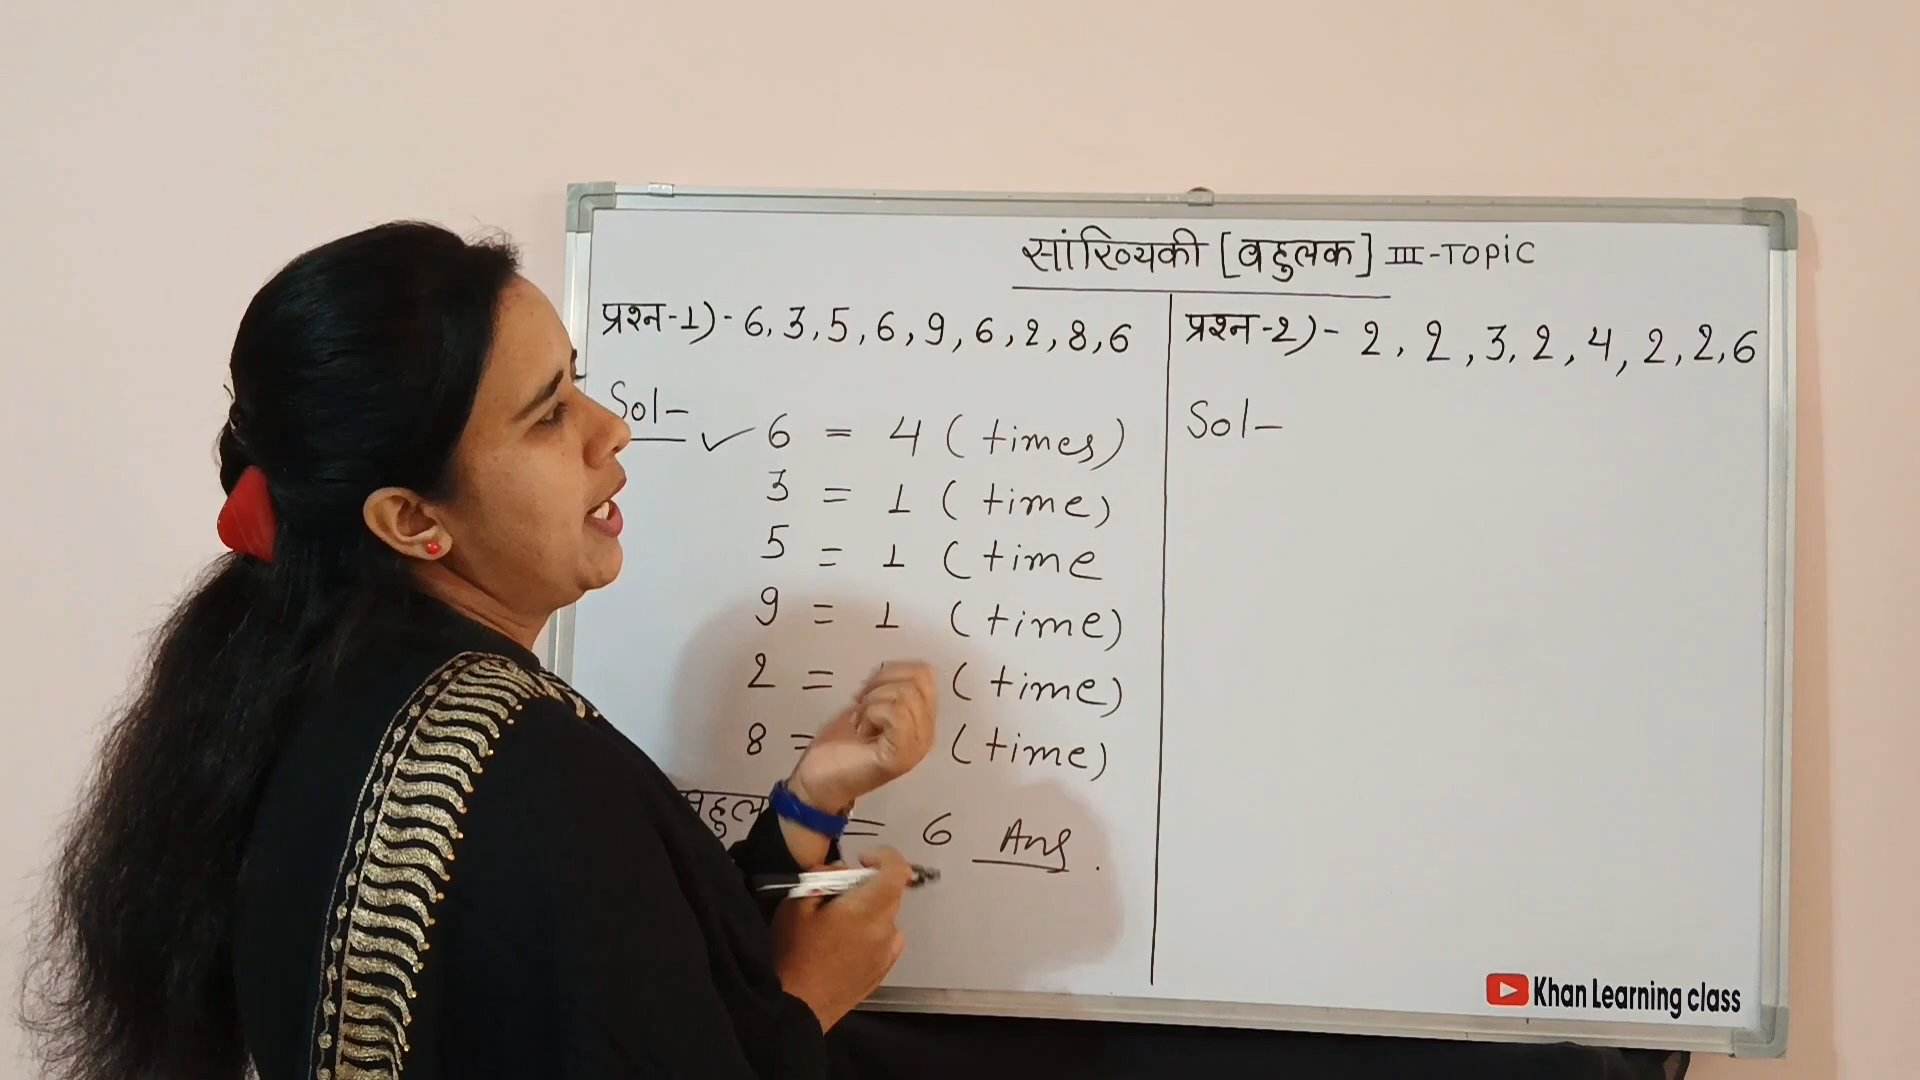 सांख्यिकी [बहुलक] III-TOPIC
प्रश्न-1)- 6, 3, 5, 6, 9, 6, 2, 8, 6
Sol-
✓ 6 = 4 (times)
3 = 1 (time)
5 = 1 (time
9 = 1 (time)
2 = (time)
8 = (time)
= 6 Ans.
प्रश्न-2)- 2, 2, 3, 2, 4, 2, 2, 6
Sol-
Khan Learning class